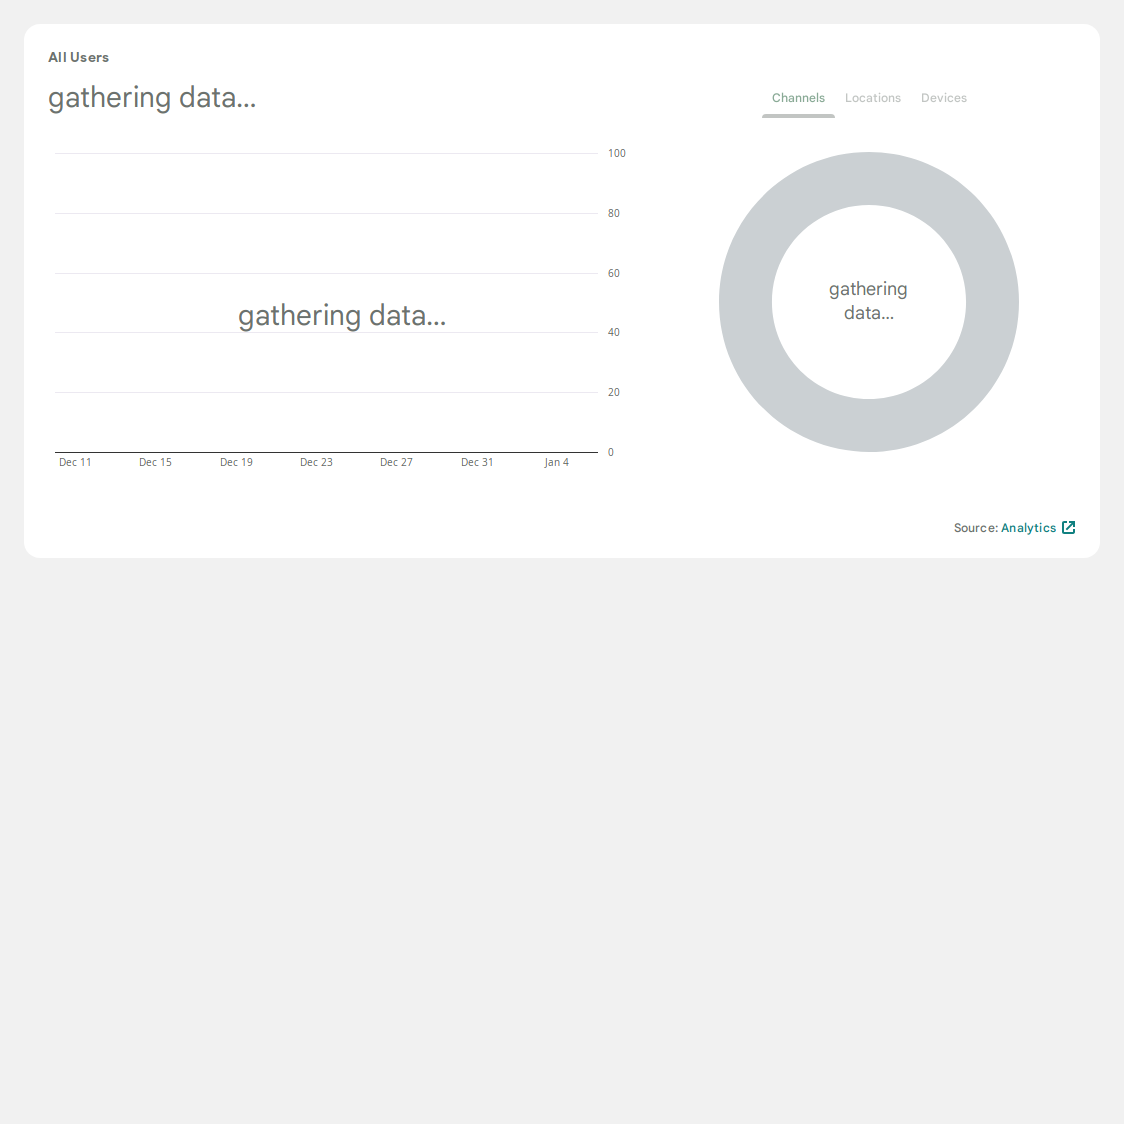 All Users
gathering data...
Channels Locations Devices
100
80
60
40
20
0
gathering data...
Dec 11 Dec 15 Dec 19 Dec 23 Dec 27 Dec 31 Jan 4
gathering
data...
Source: Analytics